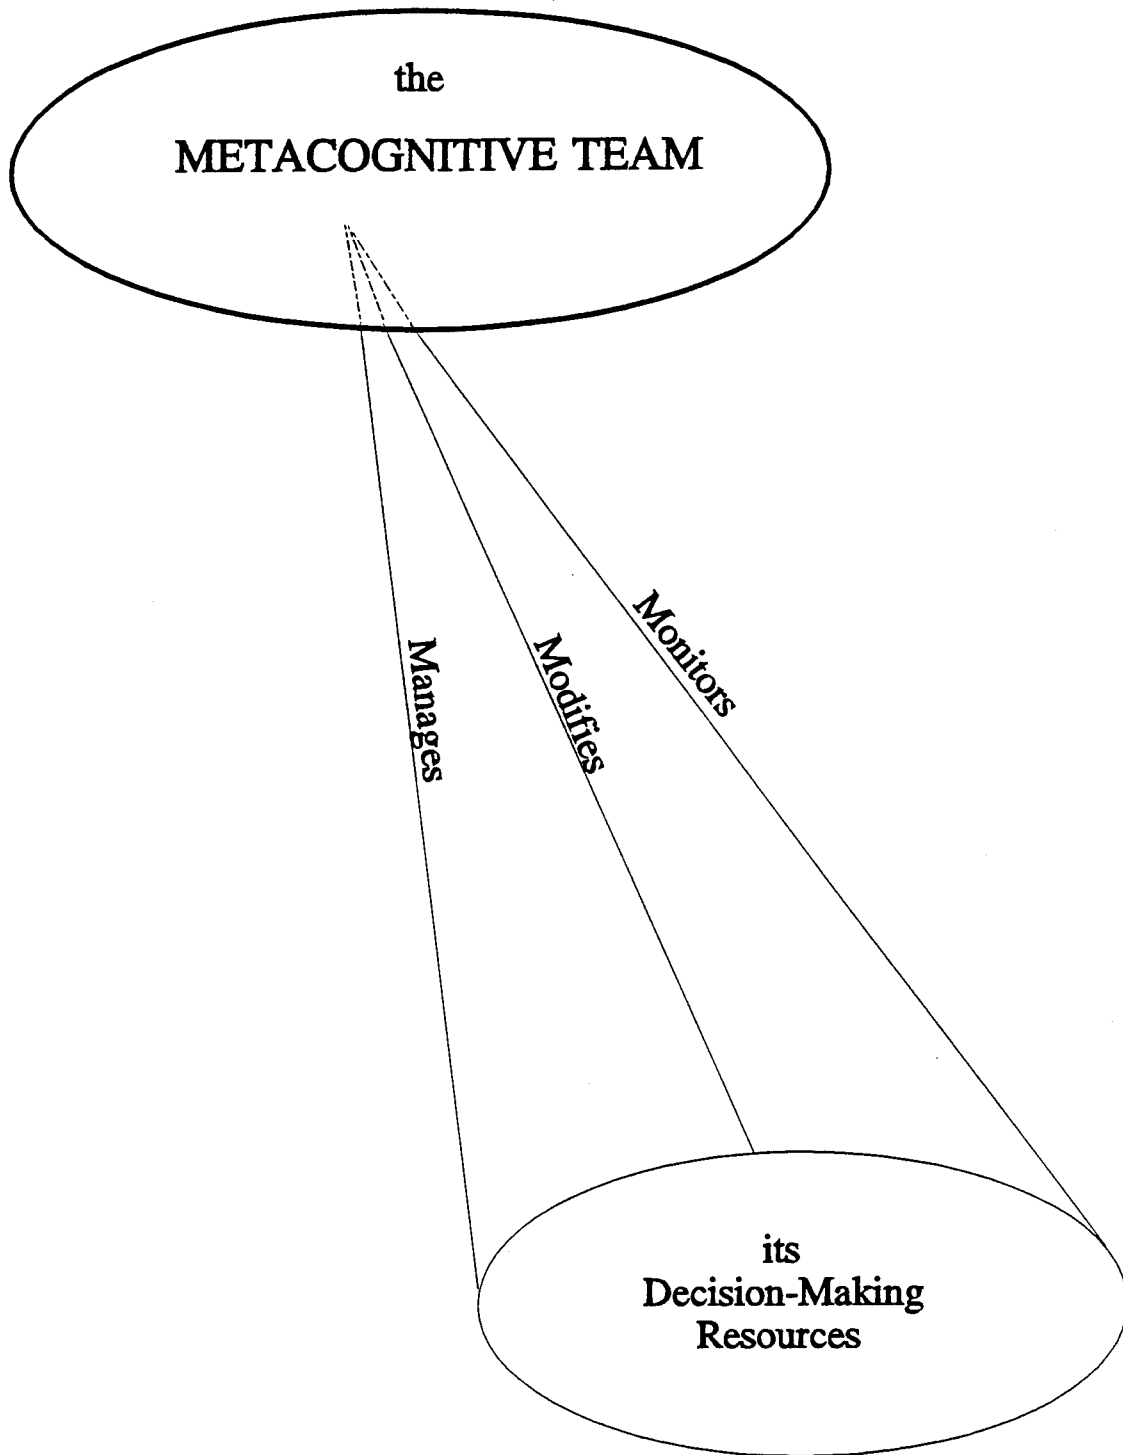 the
METACOGNITIVE TEAM
Manages
Modifies
Monitors
its
Decision-Making
Resources